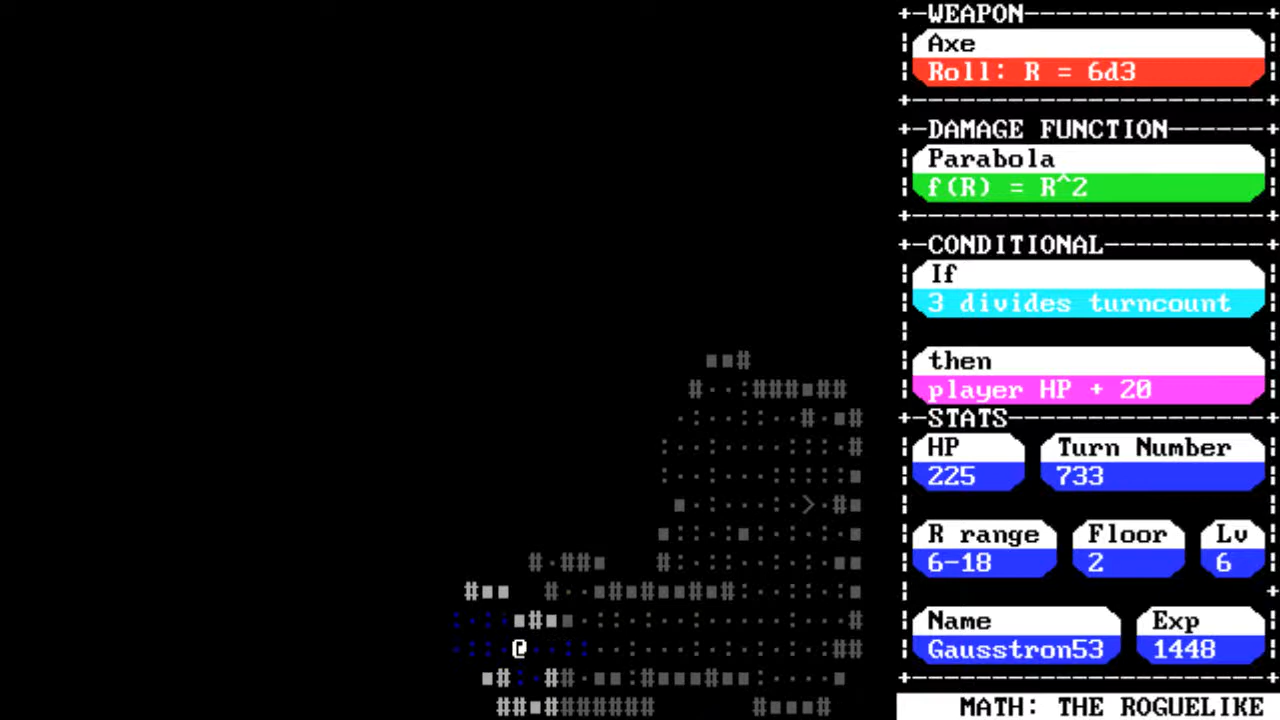 WEAPON
Axe
Roll: R = 6d3
DAMAGE FUNCTION
Parabola
f(R) = R^2
CONDITIONAL
If
3 divides turncount
then
player HP + 20
STATS
HP Turn Number
225 733
R range Floor Lv
6-18 2 6
Name Exp
Gausstron53 1448
MATH: THE ROGUELIKE